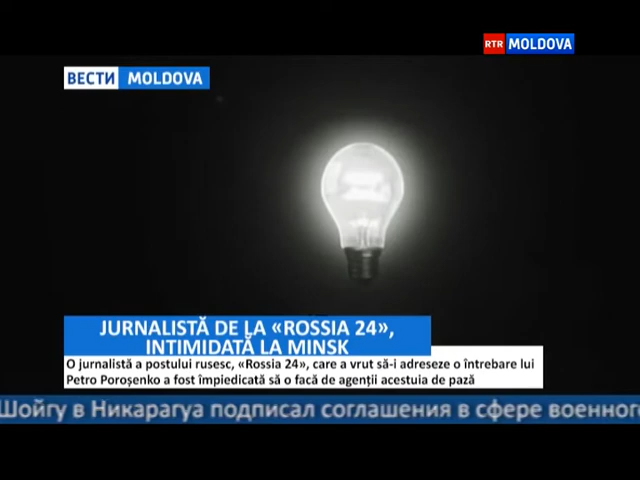 RTR MOLDOVA
ВЕСТИ MOLDOVA
JURNALISTĂ DE LA «ROSSIA 24»,
INTIMIDATĂ LA MINSK
O jurnalistă a postului rusesc, «Rossia 24», care a vrut să-i adreseze o întrebare lui
Petro Poroșenko a fost împiedicată să o facă de agenții acestuia de pază
Шойгу в Никарагуа подписал соглашения в сфере военного